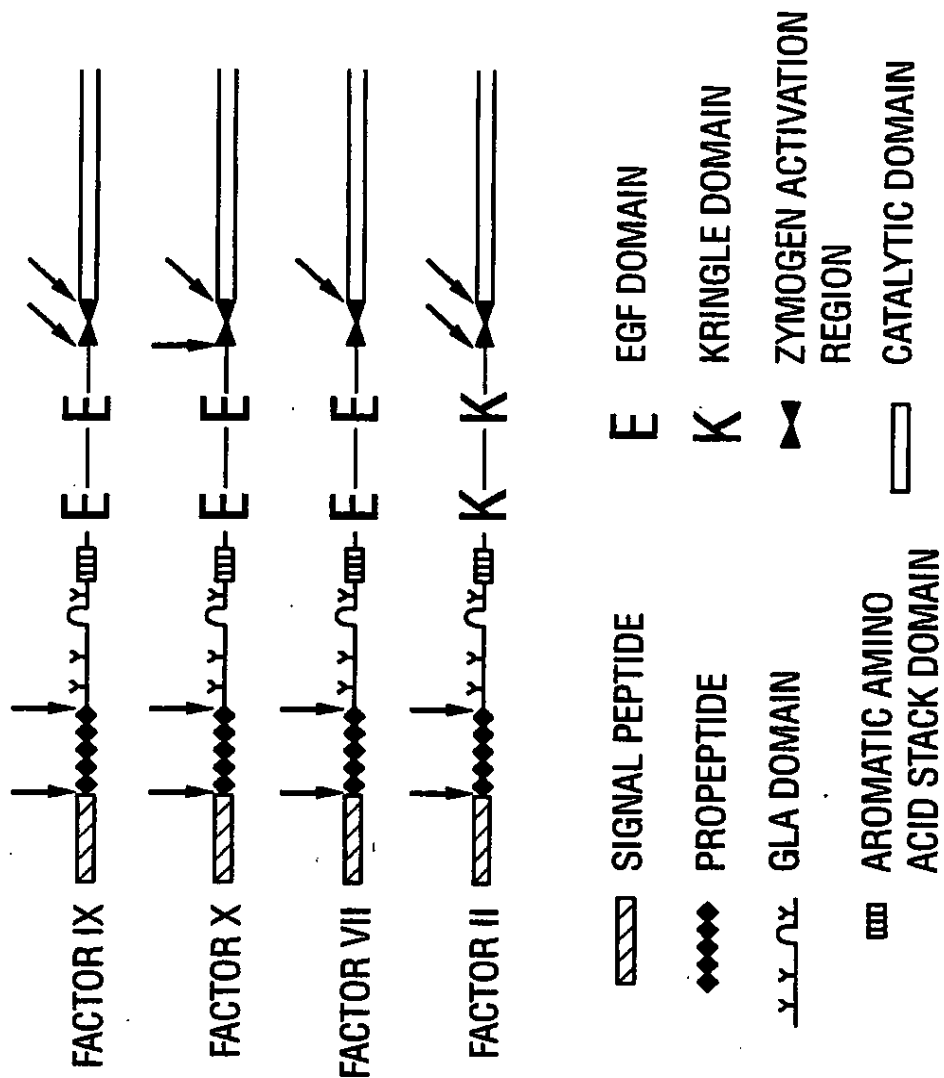 FACTOR IX
E
E
FACTOR X
E
E
FACTOR VII
E
E
FACTOR II
K
K
SIGNAL PEPTIDE
PROPEPTIDE
GLA DOMAIN
AROMATIC AMINO
ACID STACK DOMAIN
E
EGF DOMAIN
K
KRINGLE DOMAIN
ZYMOGEN ACTIVATION
REGION
CATALYTIC DOMAIN